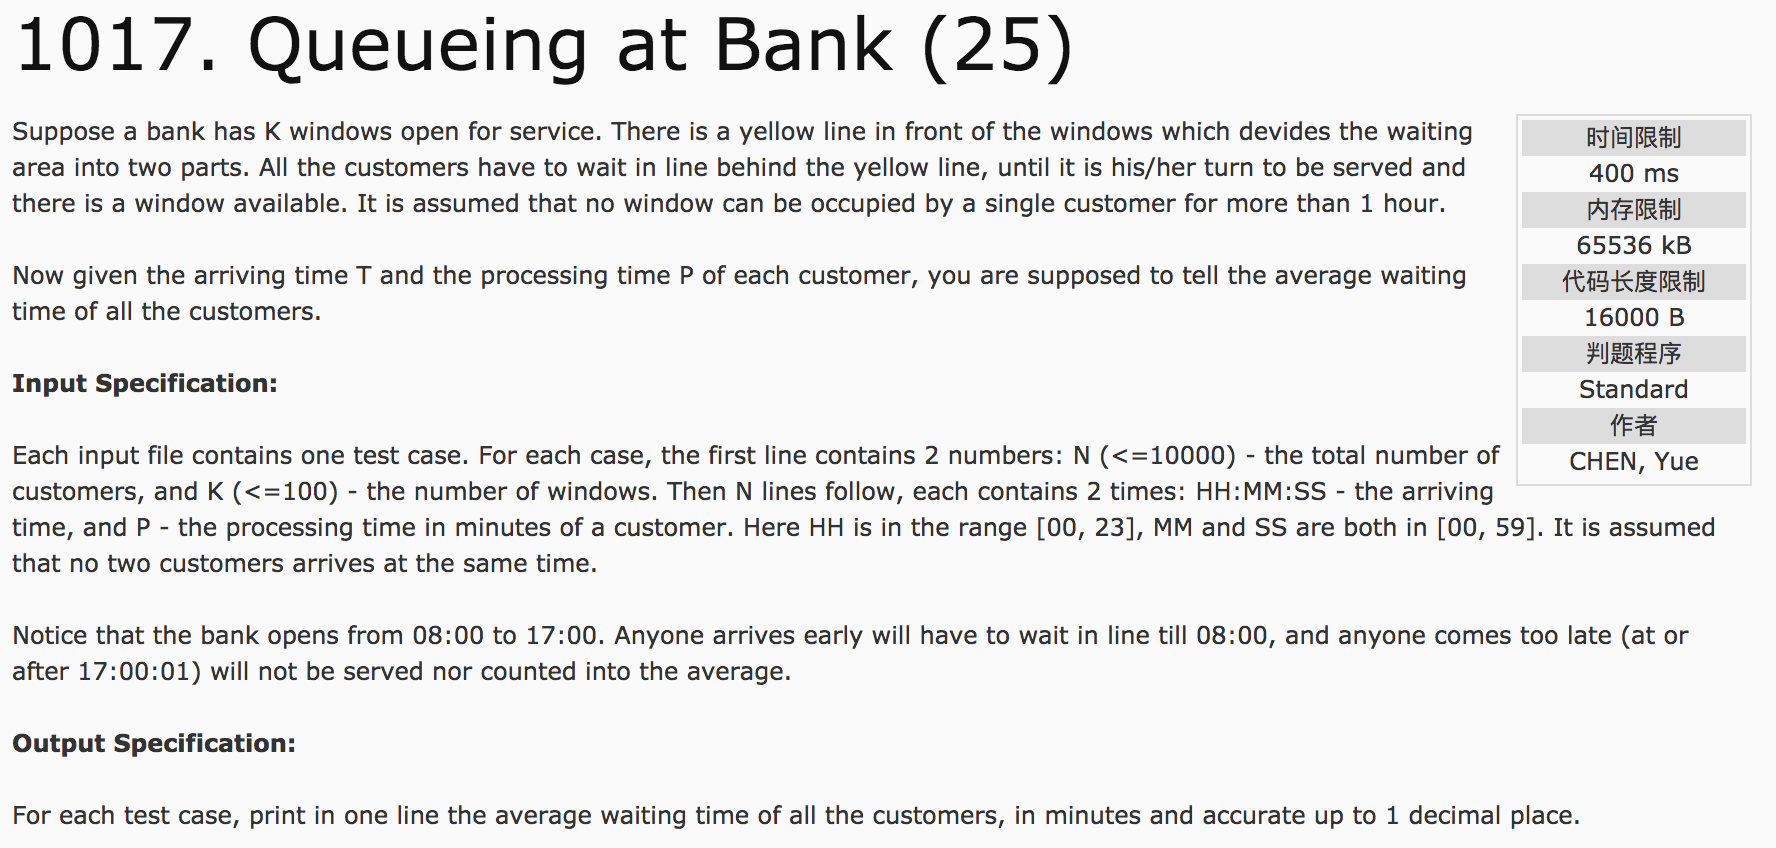 1017. Queueing at Bank (25)
Suppose a bank has K windows open for service. There is a yellow line in front of the windows which devides the waiting
area into two parts. All the customers have to wait in line behind the yellow line, until it is his/her turn to be served and
there is a window available. It is assumed that no window can be occupied by a single customer for more than 1 hour.
Now given the arriving time T and the processing time P of each customer, you are supposed to tell the average waiting
time of all the customers.
Input Specification:
Each input file contains one test case. For each case, the first line contains 2 numbers: N (<=10000) - the total number of
customers, and K (<=100) - the number of windows. Then N lines follow, each contains 2 times: HH:MM:SS - the arriving
time, and P - the processing time in minutes of a customer. Here HH is in the range [00, 23], MM and SS are both in [00, 59]. It is assumed
that no two customers arrives at the same time.
Notice that the bank opens from 08:00 to 17:00. Anyone arrives early will have to wait in line till 08:00, and anyone comes too late (at or
after 17:00:01) will not be served nor counted into the average.
Output Specification:
For each test case, print in one line the average waiting time of all the customers, in minutes and accurate up to 1 decimal place.
时间限制
400 ms
内存限制
65536 kB
代码长度限制
16000 B
判题程序
Standard
作者
CHEN, Yue